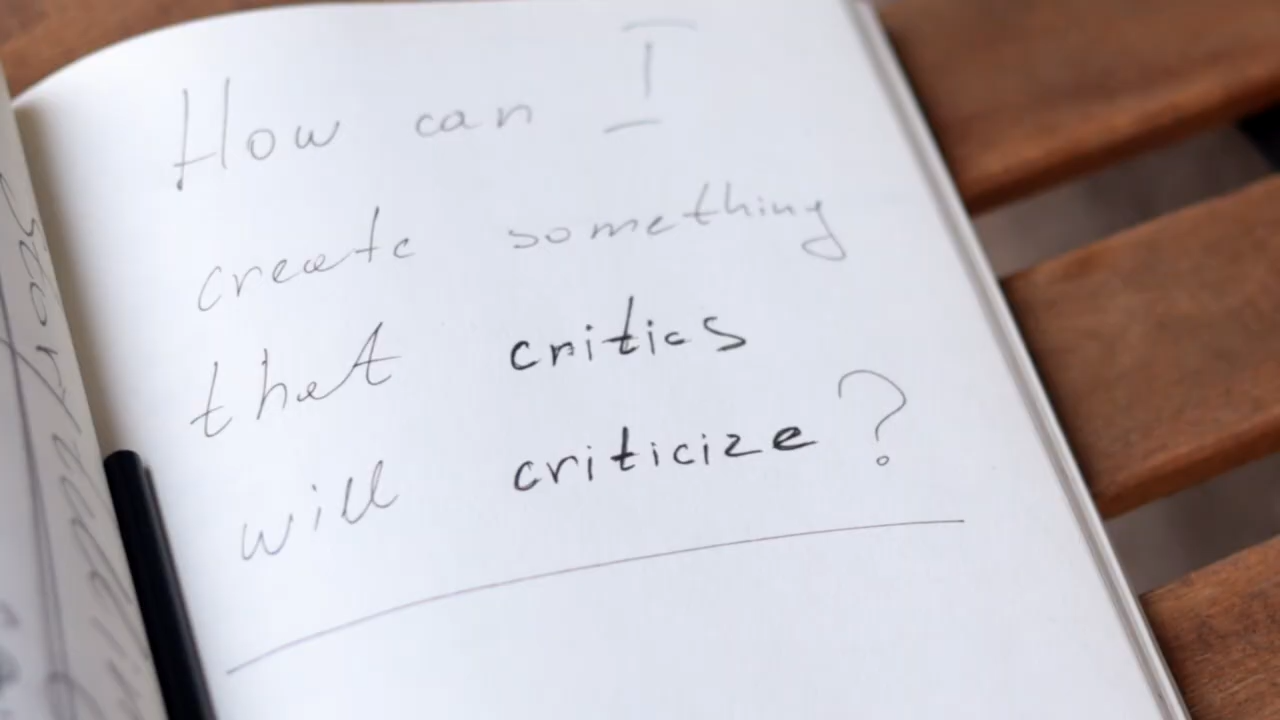 How can I
create something
that critics
will criticize?